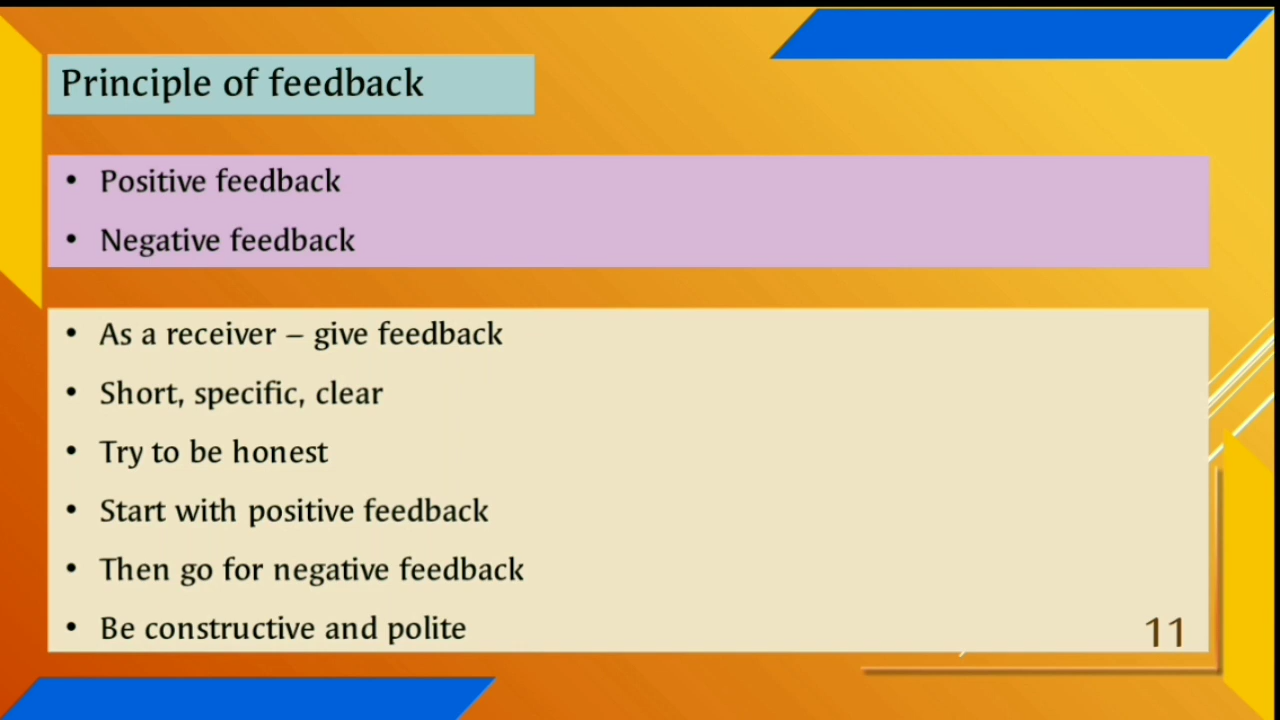 Principle of feedback
• Positive feedback
• Negative feedback
• As a receiver – give feedback
• Short, specific, clear
• Try to be honest
• Start with positive feedback
• Then go for negative feedback
• Be constructive and polite
11